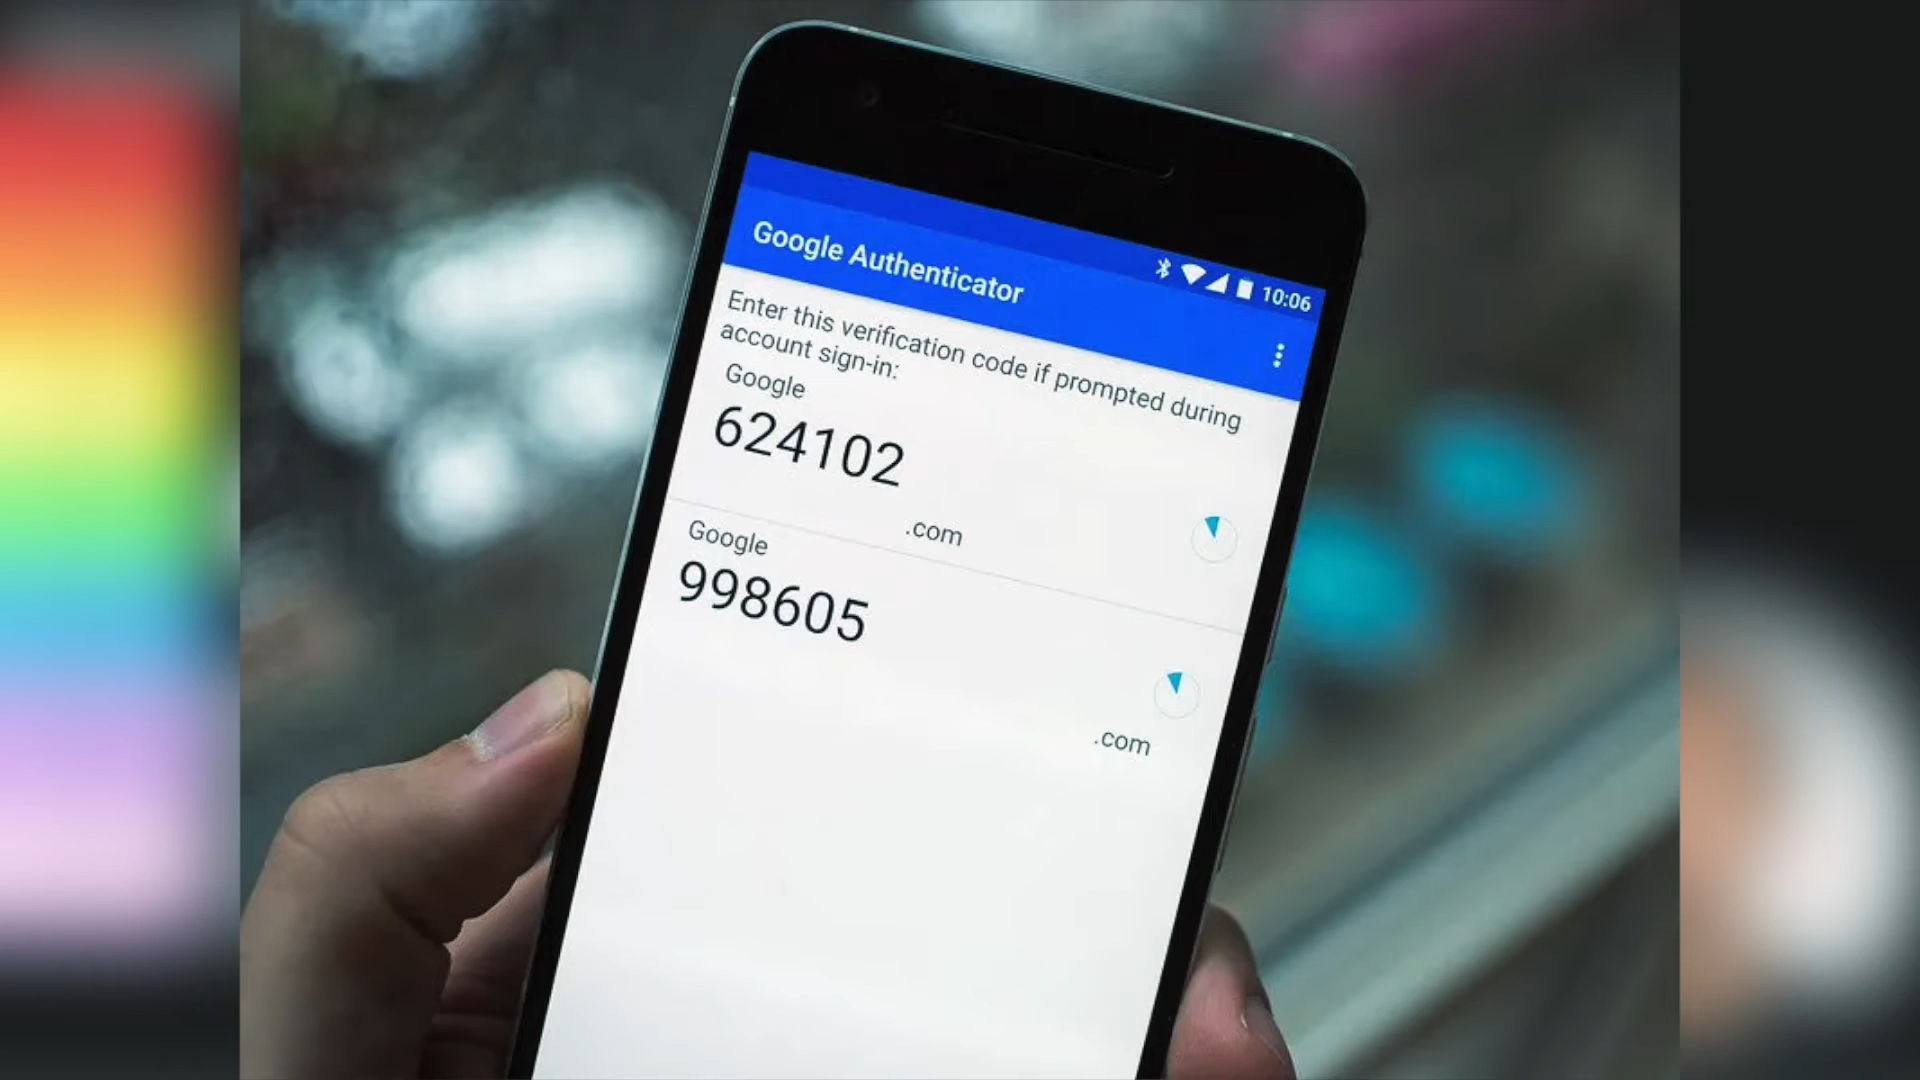 10:06
Google Authenticator
Enter this verification code if prompted during
account sign-in:
Google
624102
.com
Google
998605
.com